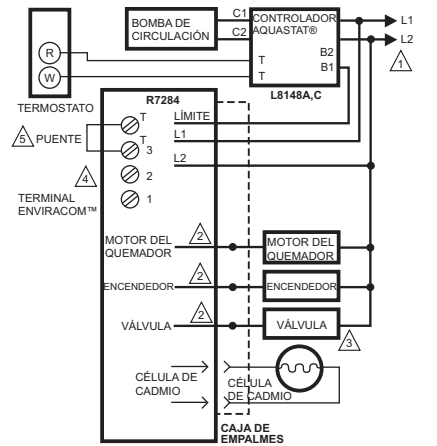 C1
BOMBA DE
CIRCULACIÓN
C2
CONTROLADOR
AQUASTAT®
L1
L2
1
B2
B1
R
T
W
T
TERMOSTATO
L8148A,C
R7284
T
LÍMITE
5 PUENTE
T
L1
3
L2
4
2
TERMINAL
ENVIRACOM™
1
MOTOR DEL
QUEMADOR
2
MOTOR DEL
QUEMADOR
ENCENDEDOR
2
ENCENDEDOR
VÁLVULA
2
VÁLVULA
3
CÉLULA DE
CADMIO
CÉLULA
DE CADMIO
CAJA DE
EMPALMES